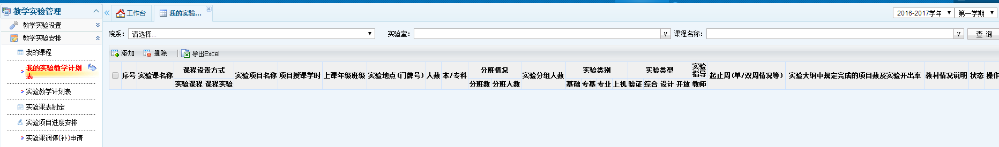 教学实验管理
教学实验设置
教学实验安排
我的课程
我的实验教学计划
表
实验教学计划表
实验课表制定
实验项目进度安排
实验课调停(补)申请
工作台
我的实验...
2016-2017学年
第一学期
院系：
请选择...
实验室：
v
课程名称：
v
查 询
添加
删除
导出Excel
序号
实验课名称
课程设置方式
实验课程
课程实验
实验项目名称
项目授课学时
上课年级班级
实验地点(门牌号)
人数
本/专科
分班情况
分班数
分班人数
实验分组人数
实验类别
基础
专基
专业
上机
实验类型
验证
综合
设计
开放
实验
指导
教师
起止周(单/双周情况等)
实验大纲中规定完成的项目数及实验开出率
教材情况说明
状态
操作